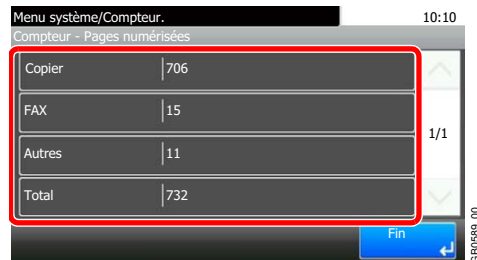 Menu système/Compteur.
10:10
Compteur - Pages numérisées
Copier 706
FAX 15
1/1
Autres 11
Total 732
Fin
GB0589_00